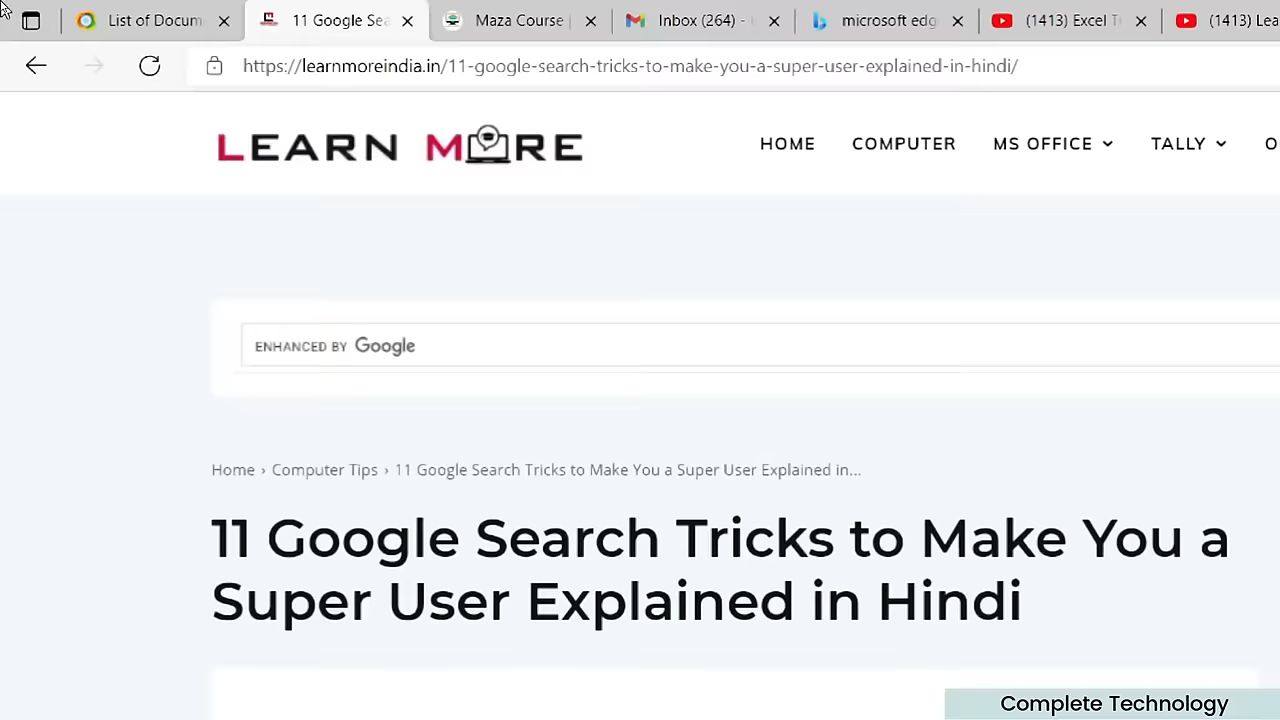 List of Docum
11 Google Sea
Maza Course
Inbox (264) -
microsoft edg
(1413) Excel T
(1413) Lea
https://learnmoreindia.in/11-google-search-tricks-to-make-you-a-super-user-explained-in-hindi/
LEARN MORE
HOME
COMPUTER
MS OFFICE
TALLY
O
ENHANCED BY Google
Home › Computer Tips › 11 Google Search Tricks to Make You a Super User Explained in...
11 Google Search Tricks to Make You a
Super User Explained in Hindi
Complete Technology